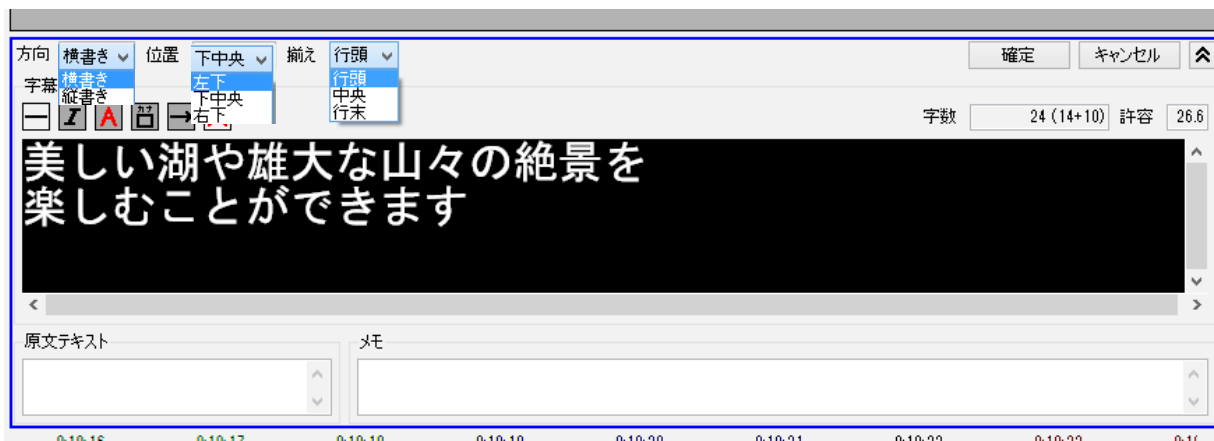 方向 横書き 位置 下中央 揃え 行頭 確定 キャンセル
横書き 左下 行頭
字幕 縦書き 下中央 中央
I A 右下 行末 字数 24 (14+10) 許容 26.6
美しい湖や雄大な山々の絶景を
楽しむことができます
原文テキスト メモ